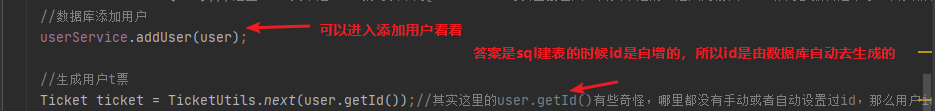 //数据库添加用户
userService.addUser(user);
可以进入添加用户看看
答案是sql建表的时候id是自增的，所以id是由数据库自动去生成的
//生成用户t票
Ticket ticket = TicketUtils.next(user.getId());//其实这里的user.getId()有些奇怪，哪里都没有手动或者自动设置过id，那么用户